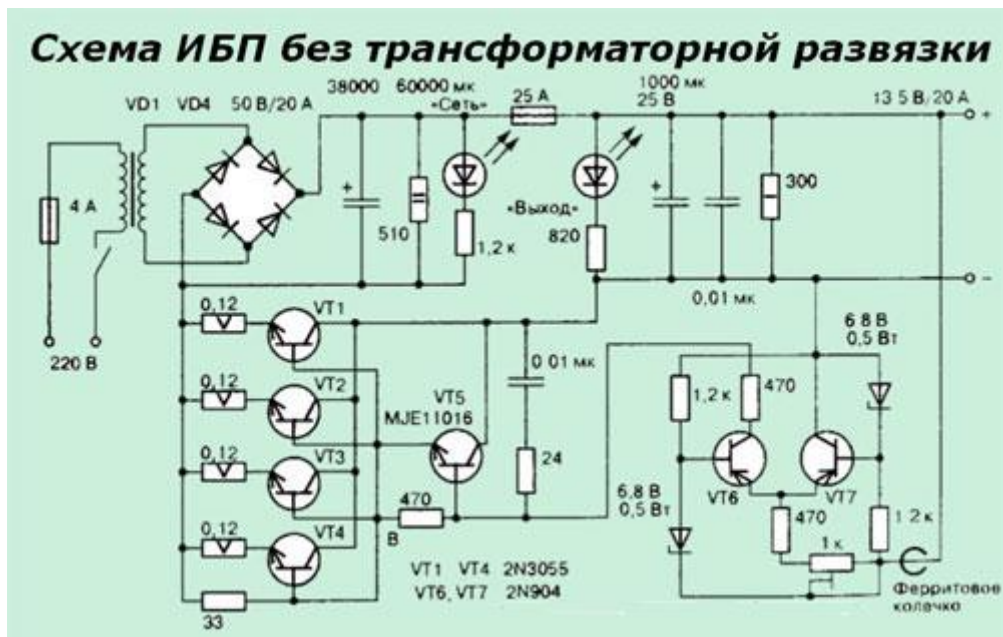 Схема ИБП без трансформаторной развязки
VD1 VD4 50 В/20 А
38000 60000 мк
«Сеть»
25 А
1000 мк
25 В
13 5 В/20 А
+
4 А
+
510
1,2 к
«Выход»
820
+
300
−
0,01 мк
220 В
0,12
VT1
0,12
VT2
0,12
VT3
0,12
VT4
33
VT5
MJE11016
0 01 мк
24
470
В
VT1 VT4 2N3055
VT6, VT7 2N904
6 8 В
0,5 Вт
1,2 к
470
VT6
VT7
6,8 В
0,5 Вт
470
1 к
1 2 к
Ферритовое
колечко